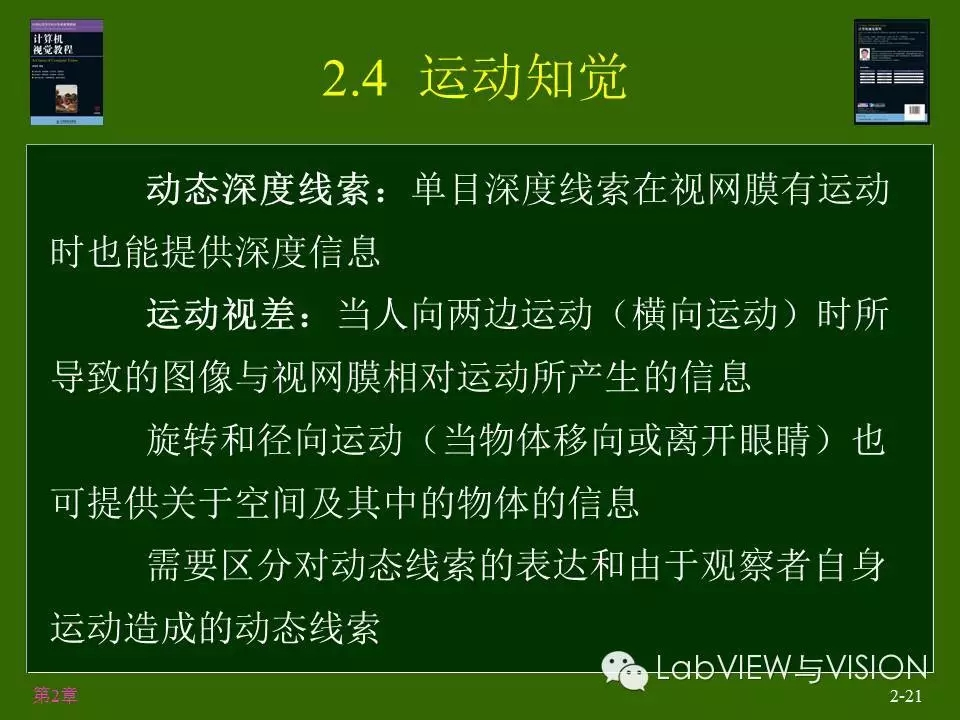 计算机
视觉教程
2.4 运动知觉
动态深度线索：单目深度线索在视网膜有运动
时也能提供深度信息
运动视差：当人向两边运动（横向运动）时所
导致的图像与视网膜相对运动所产生的信息
旋转和径向运动（当物体移向或离开眼睛）也
可提供关于空间及其中的物体的信息
需要区分对动态线索的表达和由于观察者自身
运动造成的动态线索
LabVIEW与VISION
第2章
2-21